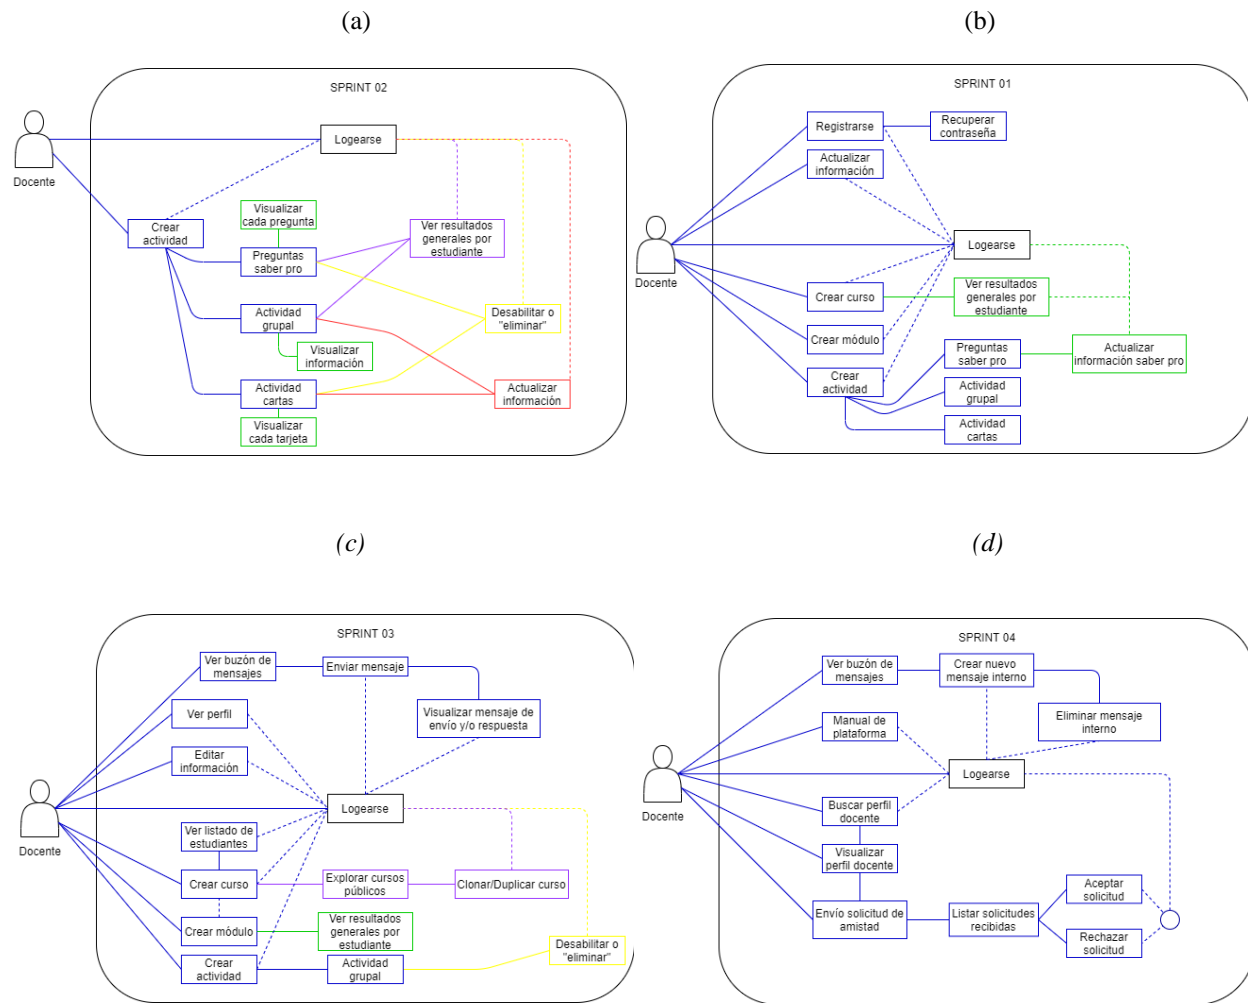 (a)
SPRINT 02
Logearse
Docente
Crear
actividad
Visualizar
cada pregunta
Preguntas
saber pro
Ver resultados
generales por
estudiante
Actividad
grupal
Desabilitar o
"eliminar"
Visualizar
información
Actividad
cartas
Actualizar
información
Visualizar
cada tarjeta
(b)
SPRINT 01
Registrarse
Recuperar
contraseña
Actualizar
información
Logearse
Docente
Crear curso
Ver resultados
generales por
estudiante
Crear módulo
Preguntas
saber pro
Actualizar
información saber pro
Crear
actividad
Actividad
grupal
Actividad
cartas
(c)
SPRINT 03
Ver buzón de
mensajes
Enviar mensaje
Ver perfil
Visualizar mensaje de
envío y/o respuesta
Editar
información
Logearse
Docente
Ver listado de
estudiantes
Crear curso
Explorar cursos
públicos
Clonar/Duplicar curso
Crear módulo
Ver resultados
generales por
estudiante
Desabilitar o
"eliminar"
Crear
actividad
Actividad
grupal
(d)
SPRINT 04
Ver buzón de
mensajes
Crear nuevo
mensaje interno
Manual de
plataforma
Eliminar mensaje
interno
Logearse
Docente
Buscar perfil
docente
Visualizar
perfil docente
Envío solicitud de
amistad
Listar solicitudes
recibidas
Aceptar
solicitud
Rechazar
solicitud